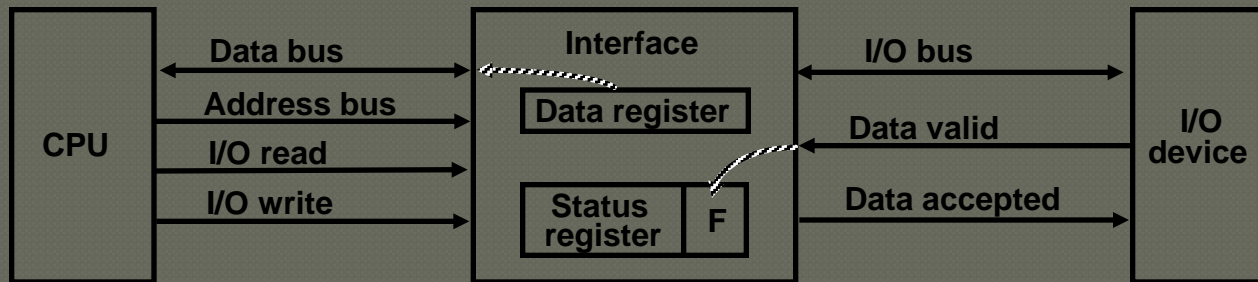 CPU
Data bus
Address bus
I/O read
I/O write
Interface
Data register
Status
register
F
I/O bus
Data valid
Data accepted
I/O
device